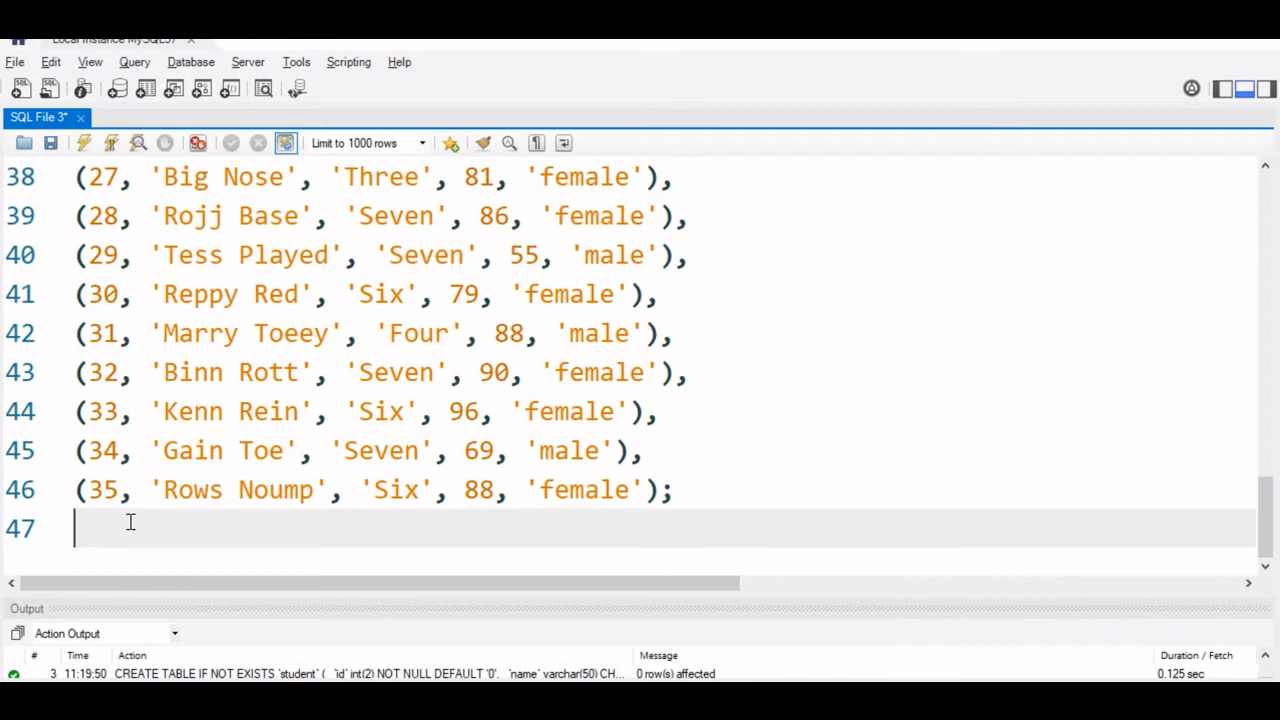 Local instance MySQL57 ×
File Edit View Query Database Server Tools Scripting Help
SQL File 3* ×
Limit to 1000 rows
38 (27, 'Big Nose', 'Three', 81, 'female'),
39 (28, 'Rojj Base', 'Seven', 86, 'female'),
40 (29, 'Tess Played', 'Seven', 55, 'male'),
41 (30, 'Reppy Red', 'Six', 79, 'female'),
42 (31, 'Marry Toeey', 'Four', 88, 'male'),
43 (32, 'Binn Rott', 'Seven', 90, 'female'),
44 (33, 'Kenn Rein', 'Six', 96, 'female'),
45 (34, 'Gain Toe', 'Seven', 69, 'male'),
46 (35, 'Rows Noump', 'Six', 88, 'female');
47
Output
Action Output
# Time Action Message Duration / Fetch
3 11:19:50 CREATE TABLE IF NOT EXISTS `student` ( `id` int(2) NOT NULL DEFAULT '0', `name` varchar(50) CH... 0 row(s) affected 0.125 sec